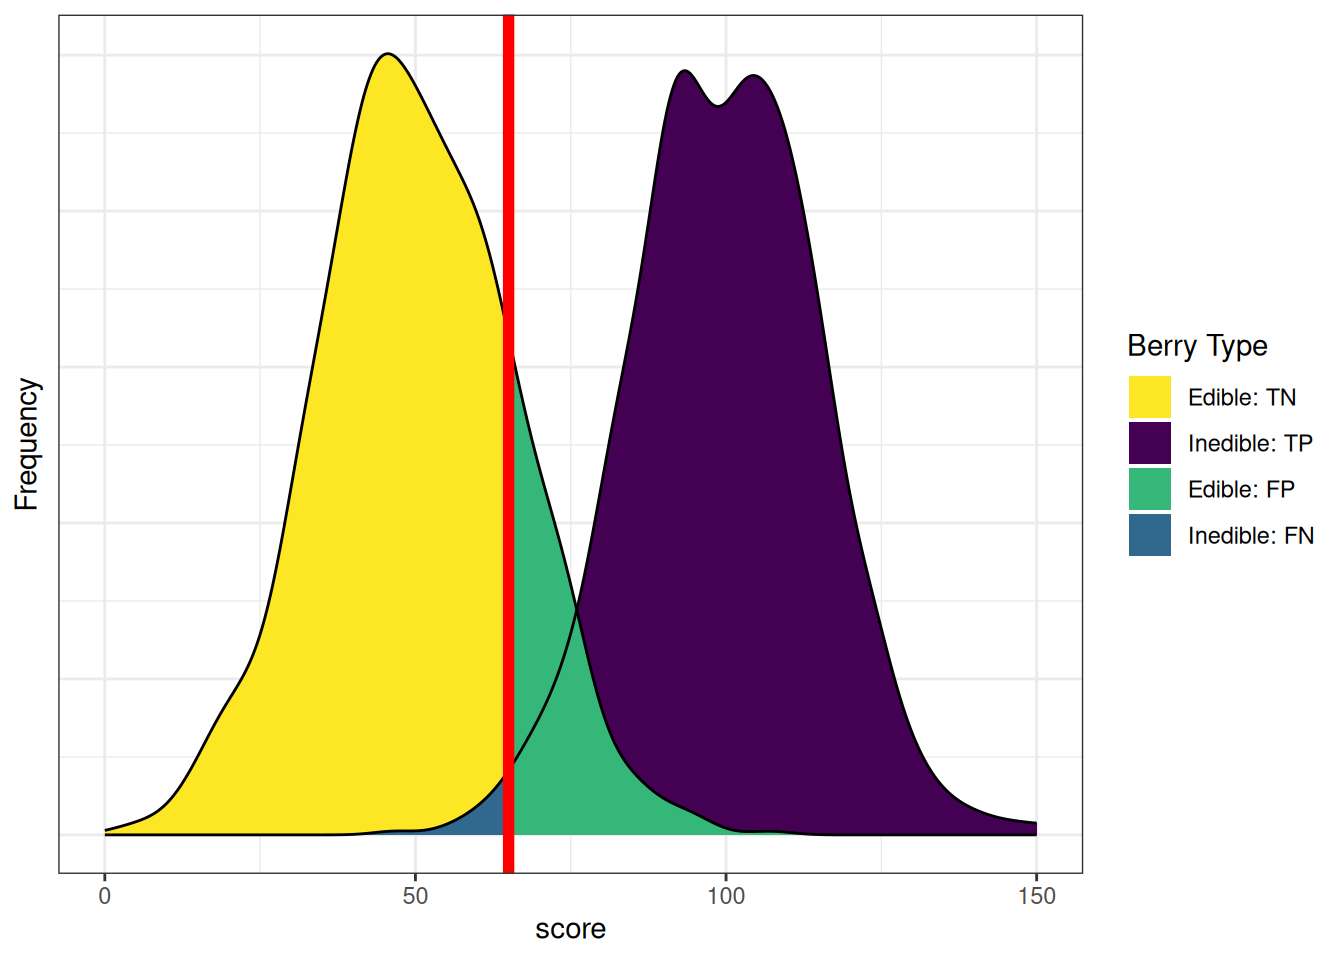 Frequency
0
50
100
150
score
Berry Type
Edible: TN
Inedible: TP
Edible: FP
Inedible: FN